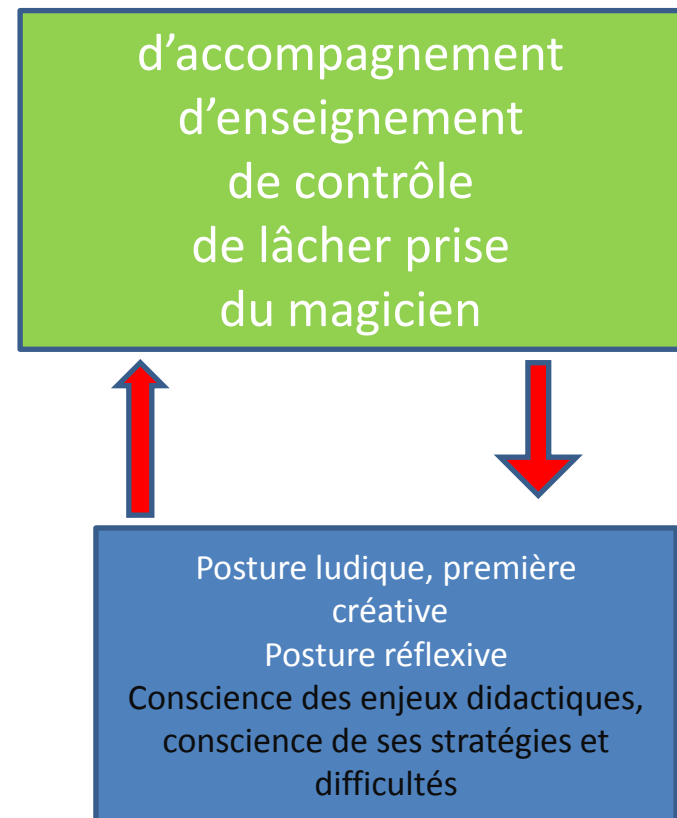 d’accompagnement
d’enseignement
de contrôle
de lâcher prise
du magicien
Posture ludique, première
créative
Posture réflexive
Conscience des enjeux didactiques,
conscience de ses stratégies et
difficultés